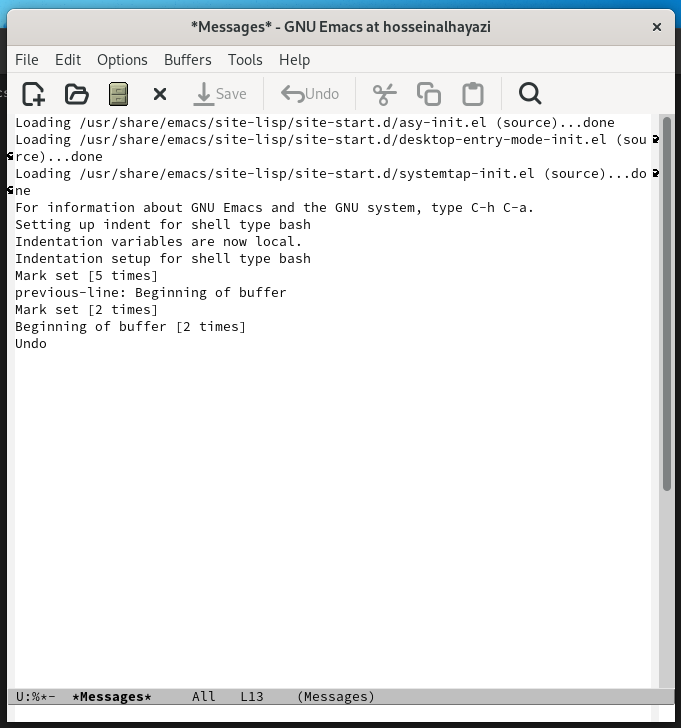 *Messages* - GNU Emacs at hosseinalhayazi
File Edit Options Buffers Tools Help
Save Undo
Loading /usr/share/emacs/site-lisp/site-start.d/asy-init.el (source)...done
Loading /usr/share/emacs/site-lisp/site-start.d/desktop-entry-mode-init.el (sou
rce)...done
Loading /usr/share/emacs/site-lisp/site-start.d/systemtap-init.el (source)...do
ne
For information about GNU Emacs and the GNU system, type C-h C-a.
Setting up indent for shell type bash
Indentation variables are now local.
Indentation setup for shell type bash
Mark set [5 times]
previous-line: Beginning of buffer
Mark set [2 times]
Beginning of buffer [2 times]
Undo
U:%*- *Messages* All L13 (Messages)